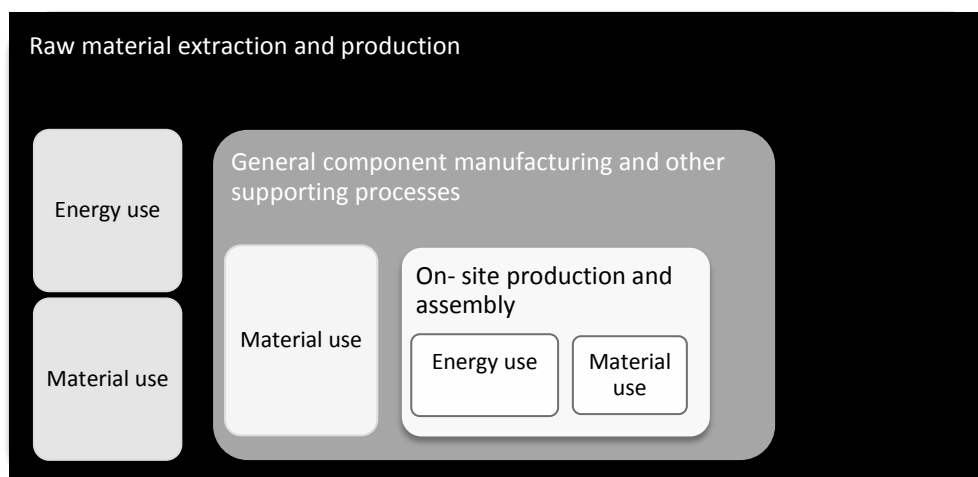 Raw material extraction and production
Energy use
Material use
General component manufacturing and other
supporting processes
Material use
On- site production and
assembly
Energy use
Material
use